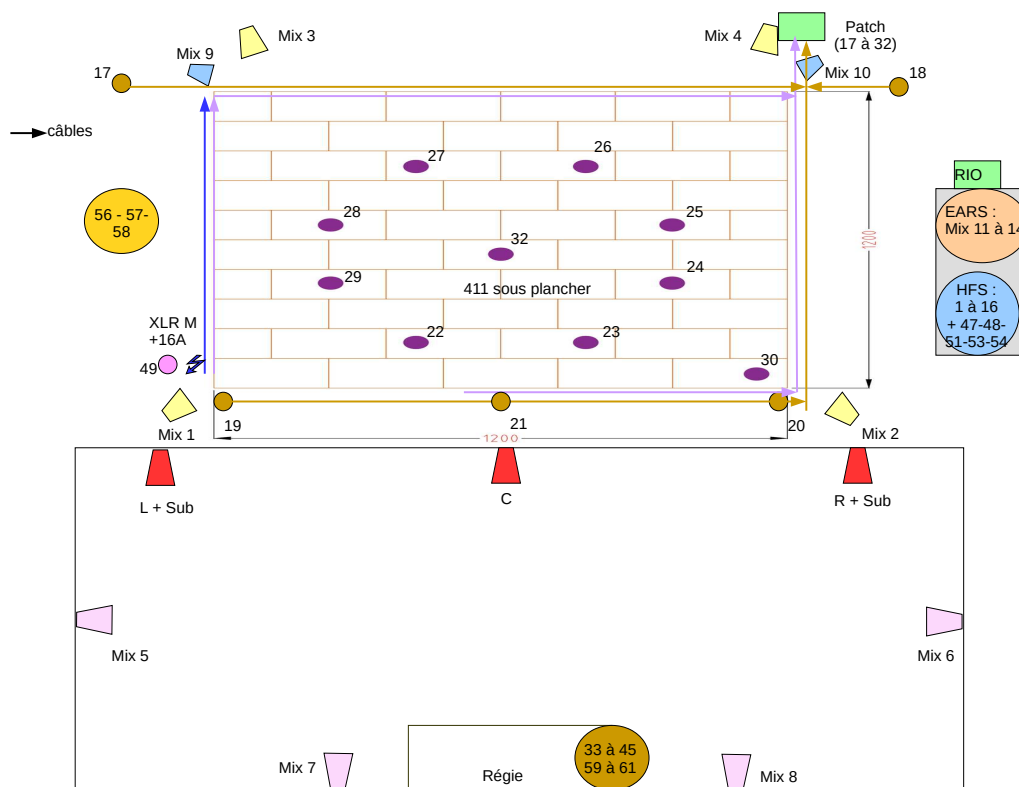 Mix 3
Mix 4
Patch
(17 à 32)
Mix 9
Mix 10
17
18
câbles
27
26
RIO
56 - 57-
58
28
25
EARS :
Mix 11 à 14
32
1200
29
24
411 sous plancher
HFS :
1 à 16
+ 47-48-
51-53-54
XLR M
+16A
22
23
49
30
Mix 1
19
21
20
Mix 2
1200
L + Sub
C
R + Sub
Mix 5
Mix 6
33 à 45
59 à 61
Mix 7
Régie
Mix 8